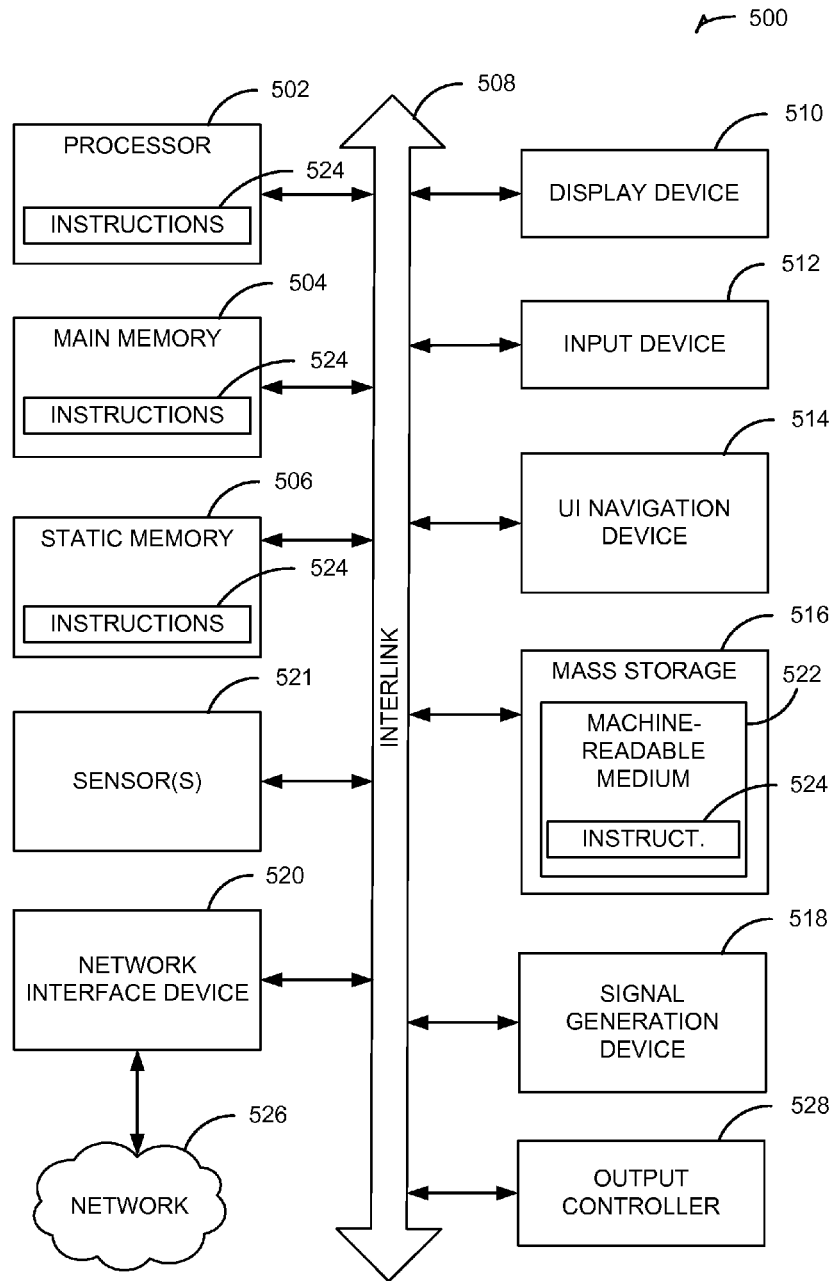 500
502
PROCESSOR
524
INSTRUCTIONS
504
MAIN MEMORY
524
INSTRUCTIONS
506
STATIC MEMORY
524
INSTRUCTIONS
521
SENSOR(S)
520
NETWORK
INTERFACE DEVICE
526
NETWORK
508
INTERLINK
510
DISPLAY DEVICE
512
INPUT DEVICE
514
UI NAVIGATION
DEVICE
516
MASS STORAGE
522
MACHINE-
READABLE
MEDIUM
524
INSTRUCT.
518
SIGNAL
GENERATION
DEVICE
528
OUTPUT
CONTROLLER